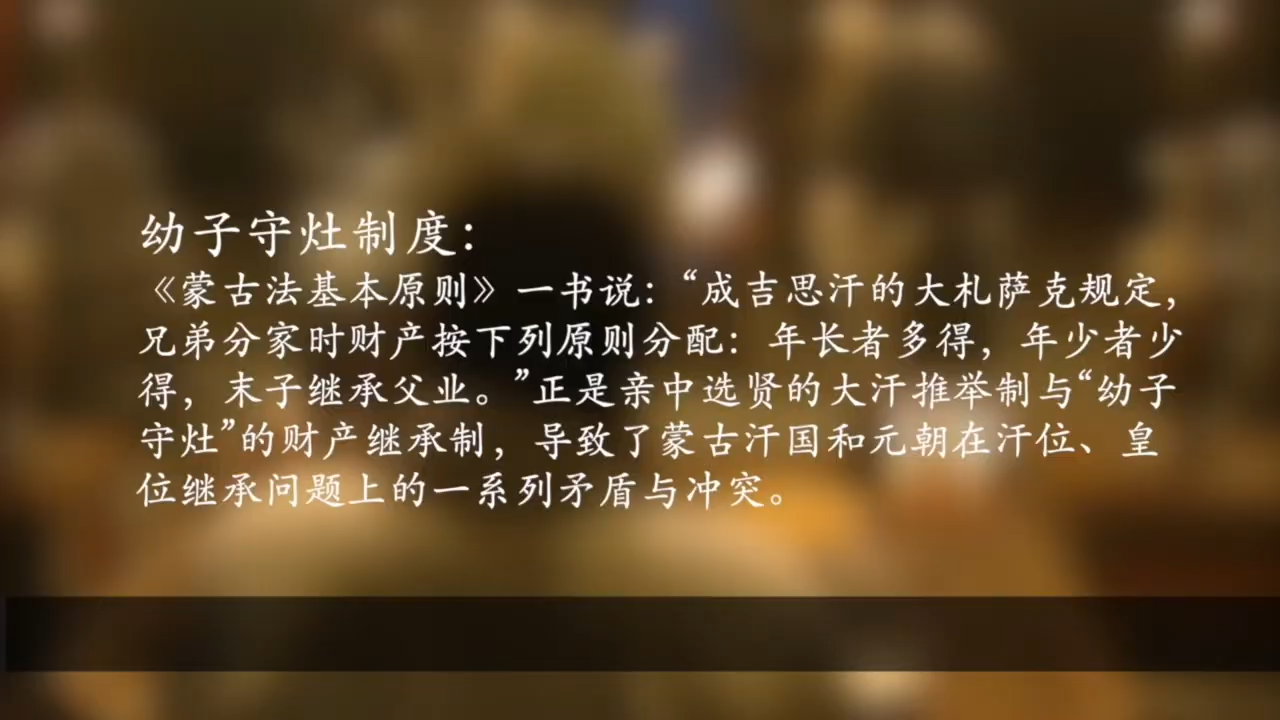 幼子守灶制度：
《蒙古法基本原则》一书说：“成吉思汗的大札萨克规定，
兄弟分家时财产按下列原则分配：年长者多得，年少者少
得，末子继承父业。”正是亲中选贤的大汗推举制与“幼子
守灶”的财产继承制，导致了蒙古汗国和元朝在汗位、皇
位继承问题上的一系列矛盾与冲突。